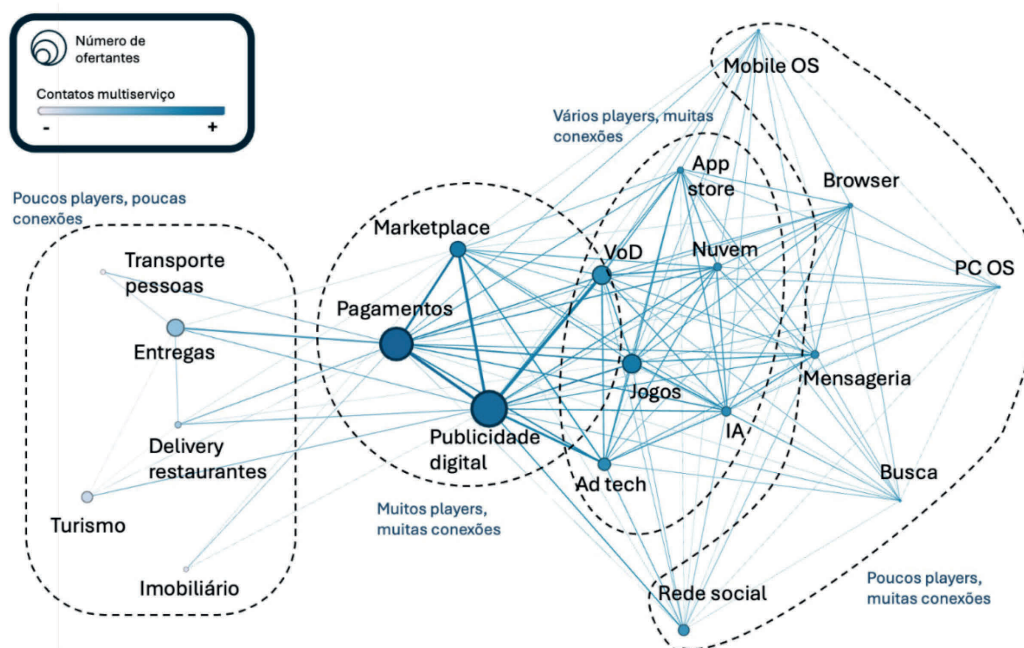 Número de
ofertantes
Contatos multiserviço
-
+
Poucos players, poucas
conexões
Transporte
pessoas
Entregas
Delivery
restaurantes
Turismo
Imobiliário
Marketplace
Pagamentos
Publicidade
digital
Muitos players,
muitas conexões
Vários players, muitas
conexões
App
store
VoD
Nuvem
Jogos
IA
Ad tech
Mobile OS
Browser
PC OS
Mensageria
Busca
Rede social
Poucos players,
muitas conexões